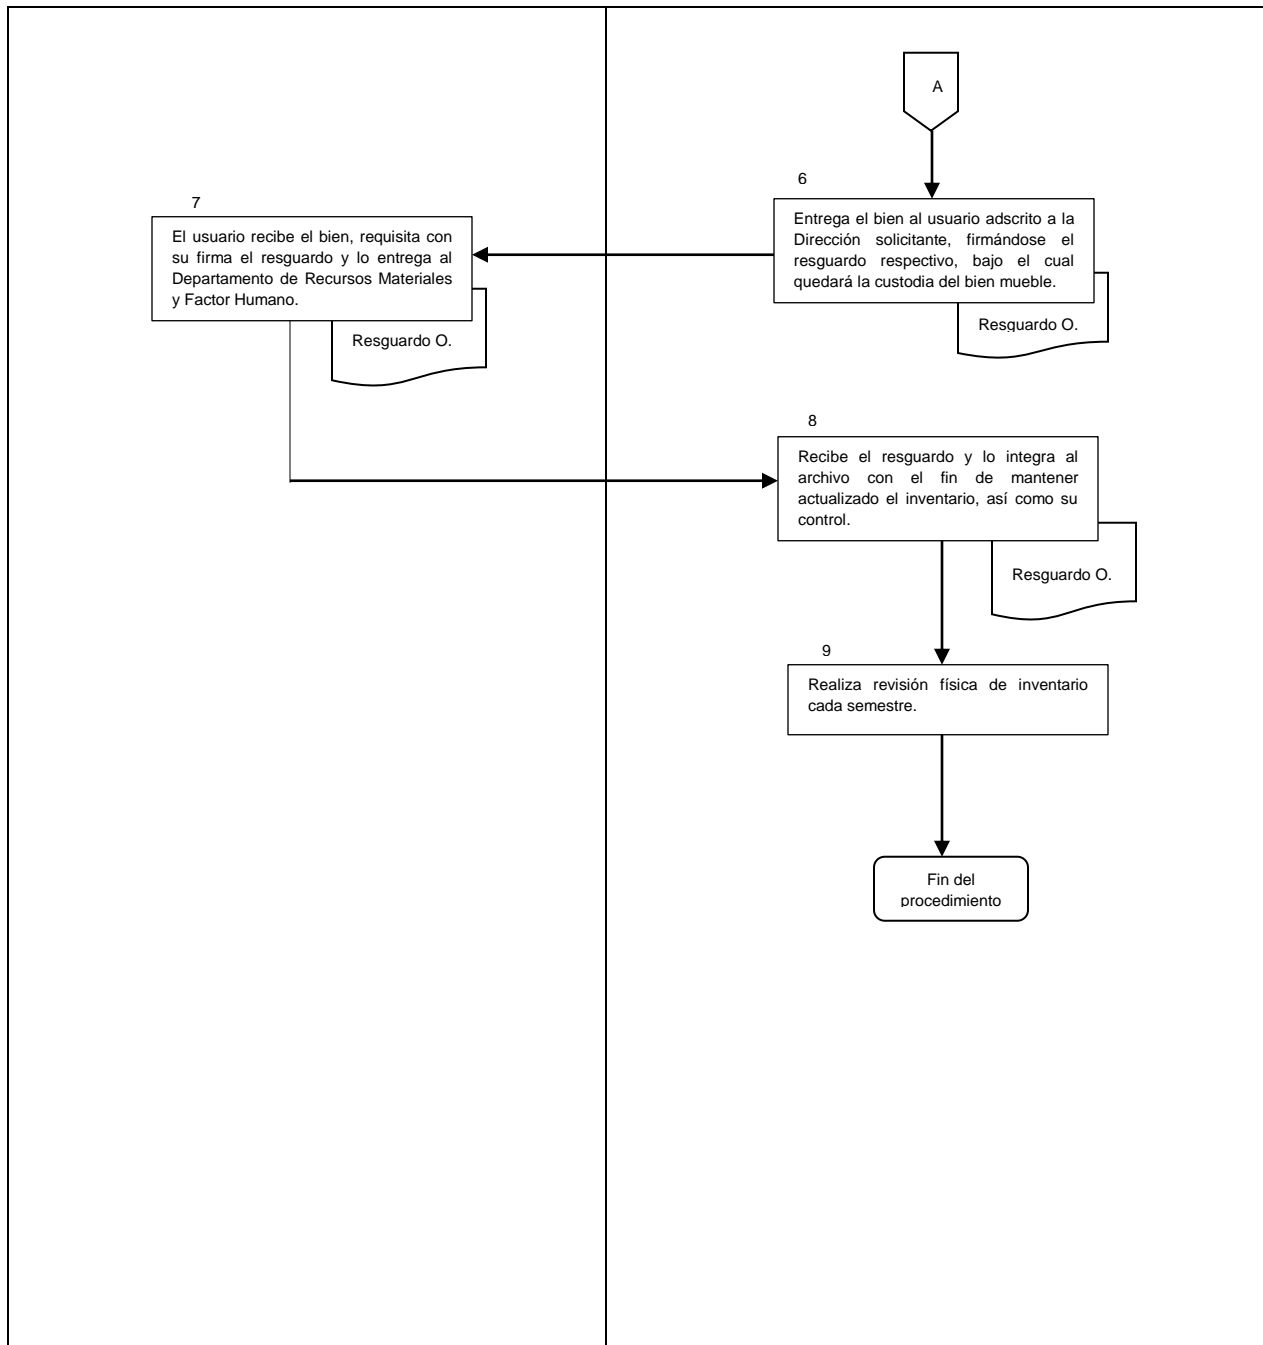 A
6
Entrega el bien al usuario adscrito a la
Dirección solicitante, firmándose el
resguardo respectivo, bajo el cual
quedará la custodia del bien mueble.
Resguardo O.
7
El usuario recibe el bien, requisita con
su firma el resguardo y lo entrega al
Departamento de Recursos Materiales
y Factor Humano.
Resguardo O.
8
Recibe el resguardo y lo integra al
archivo con el fin de mantener
actualizado el inventario, así como su
control.
Resguardo O.
9
Realiza revisión física de inventario
cada semestre.
Fin del
procedimiento